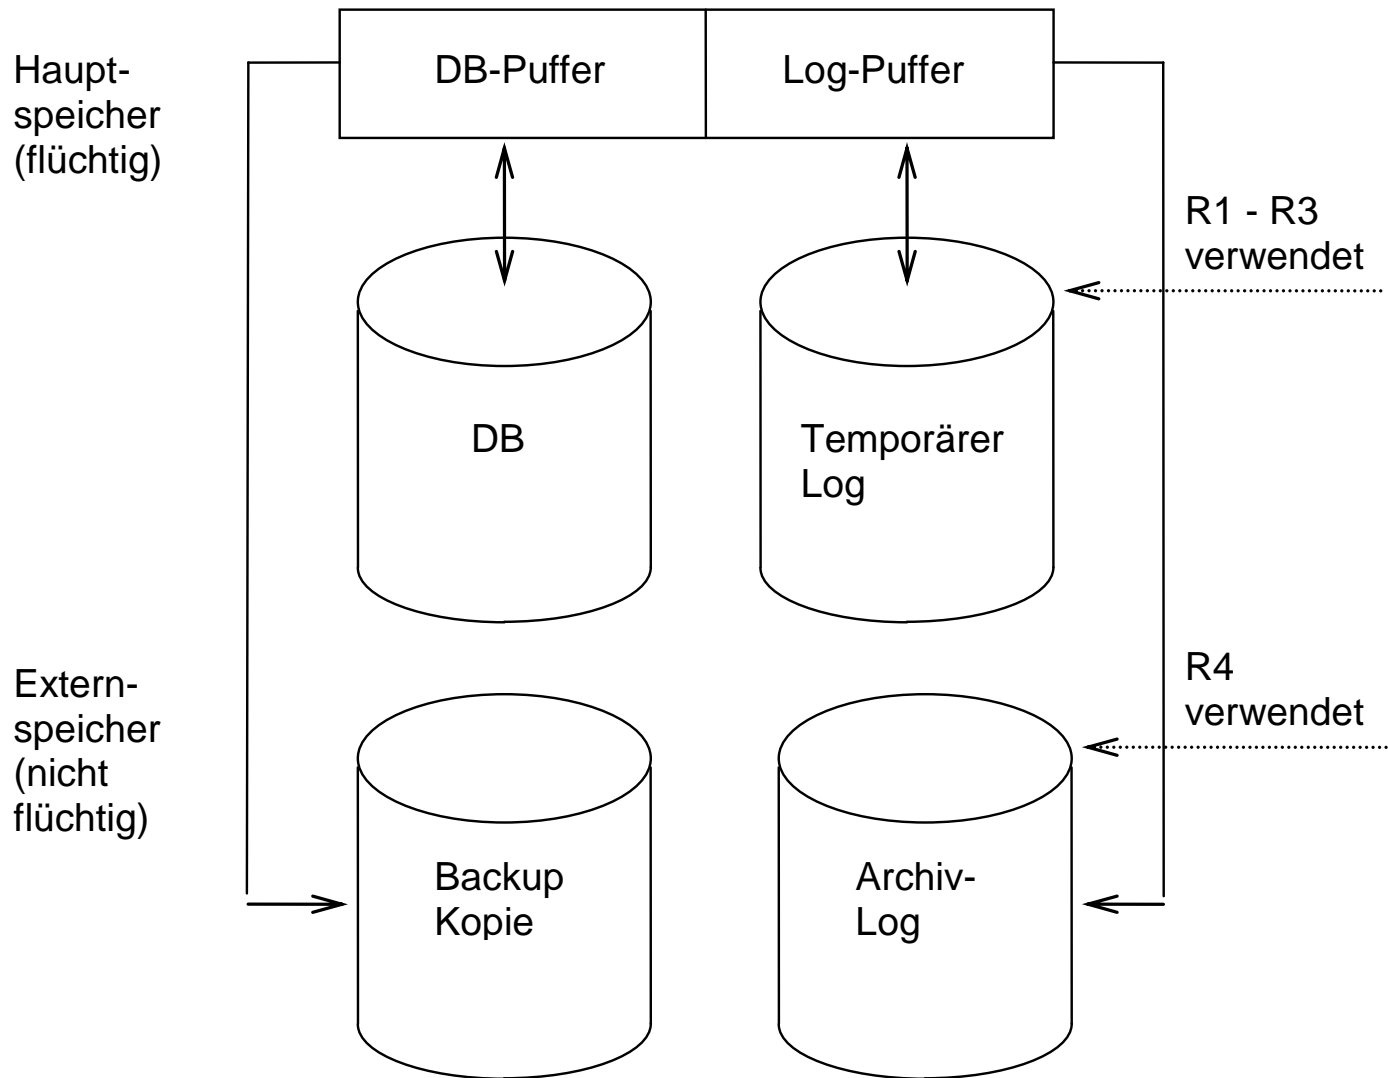 Haupt-
speicher
(flüchtig)
DB-Puffer
Log-Puffer
R1 - R3
verwendet
DB
Temporärer
Log
Extern-
speicher
(nicht
flüchtig)
R4
verwendet
Backup
Kopie
Archiv-
Log